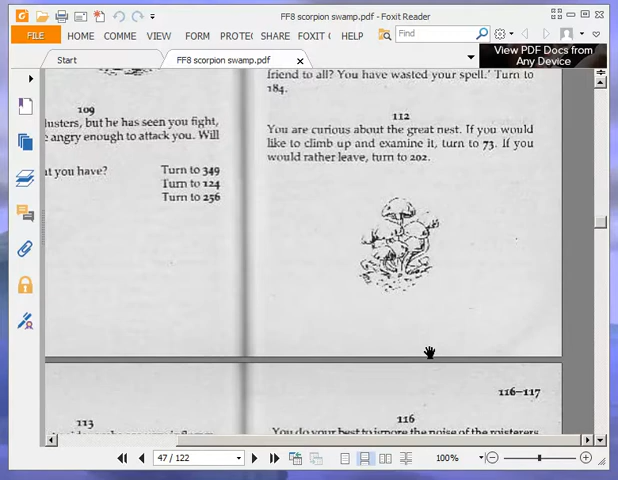 FF8 scorpion swamp.pdf - Foxit Reader
FILE HOME COMME VIEW FORM PROTE SHARE FOXIT ( HELP Find
Start FF8 scorpion swamp.pdf
View PDF Docs from
Any Device
109
lusters, but he has seen you fight,
angry enough to attack you. Will
at you have? Turn to 349
Turn to 124
Turn to 256
friend to all? You have wasted your spell.' Turn to
184.
112
You are curious about the great nest. If you would
like to climb up and examine it, turn to 73. If you
would rather leave, turn to 202.
113
116-117
116
You do your best to ignore the noise of the roisterers
47 / 122 100%